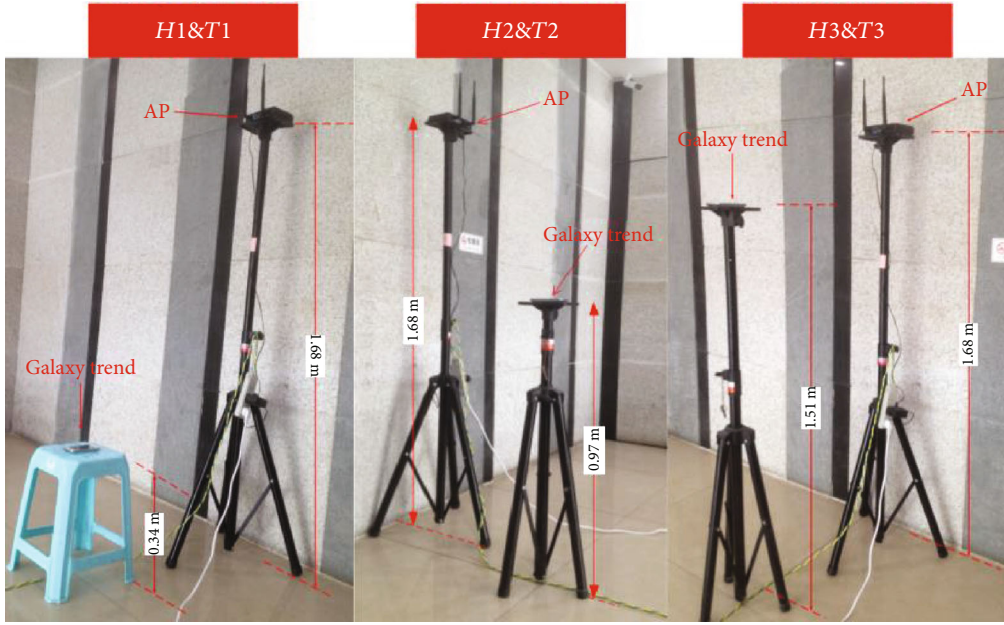 H1&T1
H2&T2
H3&T3
AP
1.68 m
Galaxy trend
0.34 m
AP
1.68 m
Galaxy trend
0.97 m
AP
Galaxy trend
1.51 m
1.68 m